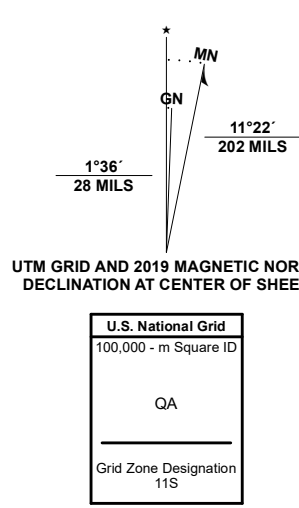 ★
MN
GN
11°22´
202 MILS
1°36´
28 MILS
UTM GRID AND 2019 MAGNETIC NOR
DECLINATION AT CENTER OF SHEE
U.S. National Grid
100,000 - m Square ID
QA
Grid Zone Designation
11S